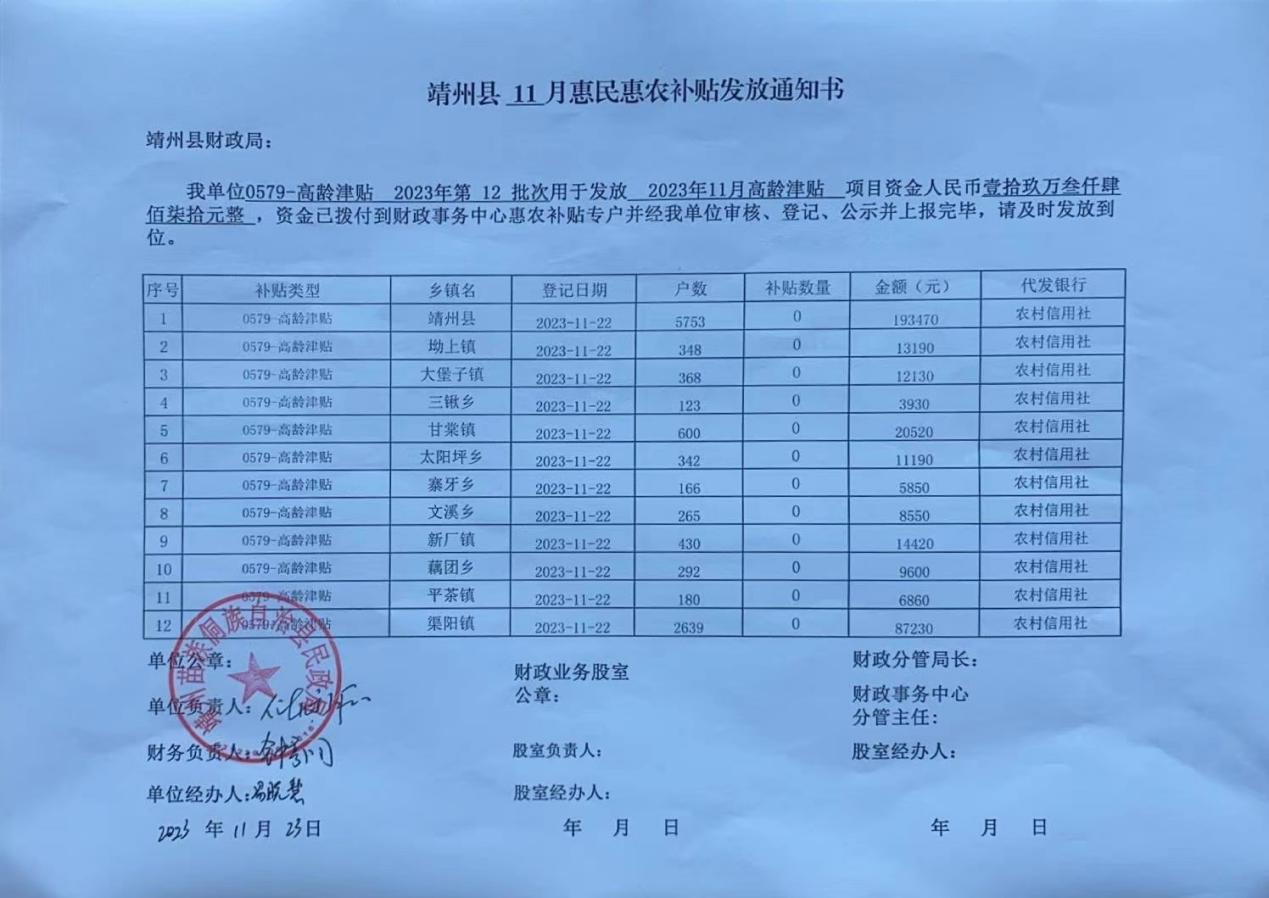 靖州县 11 月惠民惠农补贴发放通知书
靖州县财政局：
我单位0579-高龄津贴 2023年第 12 批次用于发放 2023年11月高龄津贴 项目资金人民币壹拾玖万叁仟肆
佰柒拾元整 ，资金已拨付到财政事务中心惠农补贴专户并经我单位审核、登记、公示并上报完毕，请及时发放到
位。
序号 补贴类型 乡镇名 登记日期 户数 补贴数量 金额（元） 代发银行
1 0579-高龄津贴 靖州县 2023-11-22 5753 0 193470 农村信用社
2 0579-高龄津贴 坳上镇 2023-11-22 348 0 13190 农村信用社
3 0579-高龄津贴 大堡子镇 2023-11-22 368 0 12130 农村信用社
4 0579-高龄津贴 三锹乡 2023-11-22 123 0 3930 农村信用社
5 0579-高龄津贴 甘棠镇 2023-11-22 600 0 20520 农村信用社
6 0579-高龄津贴 太阳坪乡 2023-11-22 342 0 11190 农村信用社
7 0579-高龄津贴 寨牙乡 2023-11-22 166 0 5850 农村信用社
8 0579-高龄津贴 文溪乡 2023-11-22 265 0 8550 农村信用社
9 0579-高龄津贴 新厂镇 2023-11-22 430 0 14420 农村信用社
10 0579-高龄津贴 藕团乡 2023-11-22 292 0 9600 农村信用社
11 0579-高龄津贴 平茶镇 2023-11-22 180 0 6860 农村信用社
12 0579-高龄津贴 渠阳镇 2023-11-22 2639 0 87230 农村信用社
靖州苗族侗族自治县民政局
单位公章： 财政业务股室 财政分管局长：
公章： 财政事务中心
单位负责人： 分管主任：
财务负责人： 股室负责人： 股室经办人：
单位经办人： 股室经办人：
2023 年 11 月 23 日 年 月 日 年 月 日